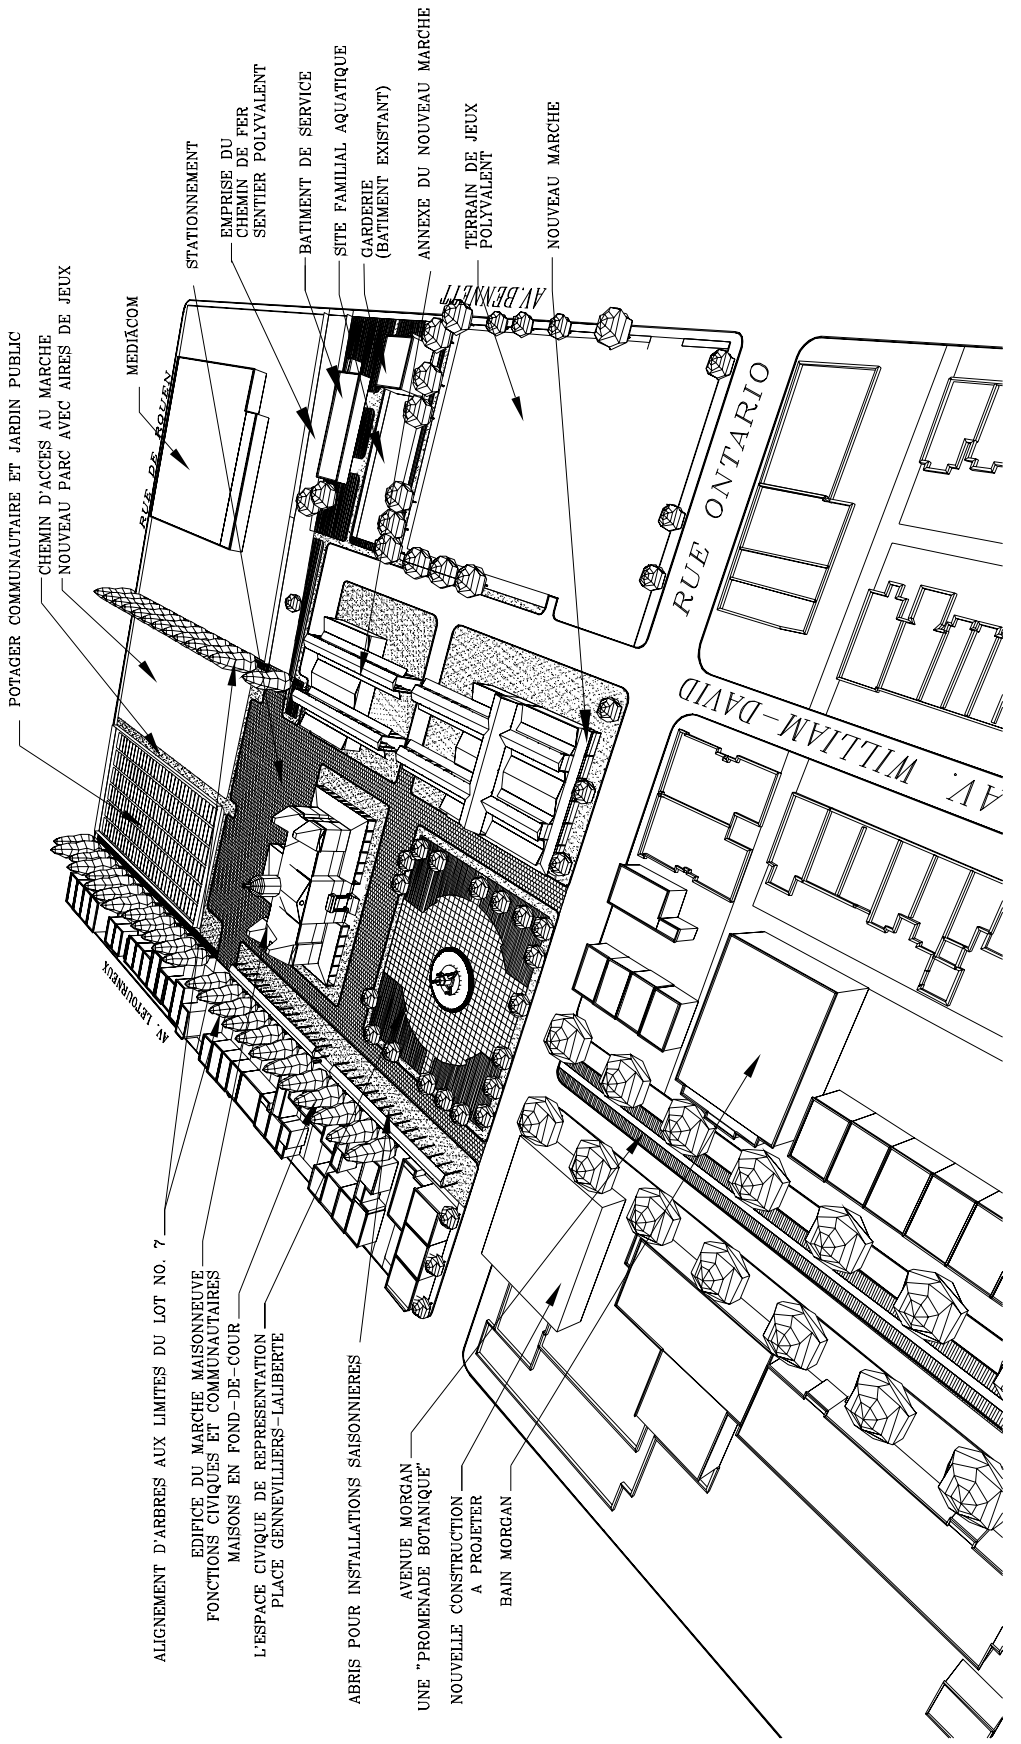 POTAGER COMMUNAUTAIRE ET JARDIN PUBLIC
CHEMIN D'ACCES AU MARCHE
NOUVEAU PARC AVEC AIRES DE JEUX
MEDIACOM
STATIONNEMENT
EMPRISE DU
CHEMIN DE FER
SENTIER POLYVALENT
BATIMENT DE SERVICE
SITE FAMILIAL AQUATIQUE
GARDERIE
(BATIMENT EXISTANT)
ANNEXE DU NOUVEAU MARCHE
TERRAIN DE JEUX
POLYVALENT
NOUVEAU MARCHE
RUE DE ROUEN
AV.BENNETT
RUE ONTARIO
AV. WILLIAM-DAVID
AV. LETOURNEUX
ALIGNEMENT D'ARBRES AUX LIMITES DU LOT NO. 7
EDIFICE DU MARCHE MAISONNEUVE
FONCTIONS CIVIQUES ET COMMUNAUTAIRES
MAISONS EN FOND-DE-COUR
L'ESPACE CIVIQUE DE REPRESENTATION
PLACE GENNEVILLIERS-LALIBERTE
ABRIS POUR INSTALLATIONS SAISONNIERES
AVENUE MORGAN
UNE "PROMENADE BOTANIQUE"
NOUVELLE CONSTRUCTION
A PROJETER
BAIN MORGAN